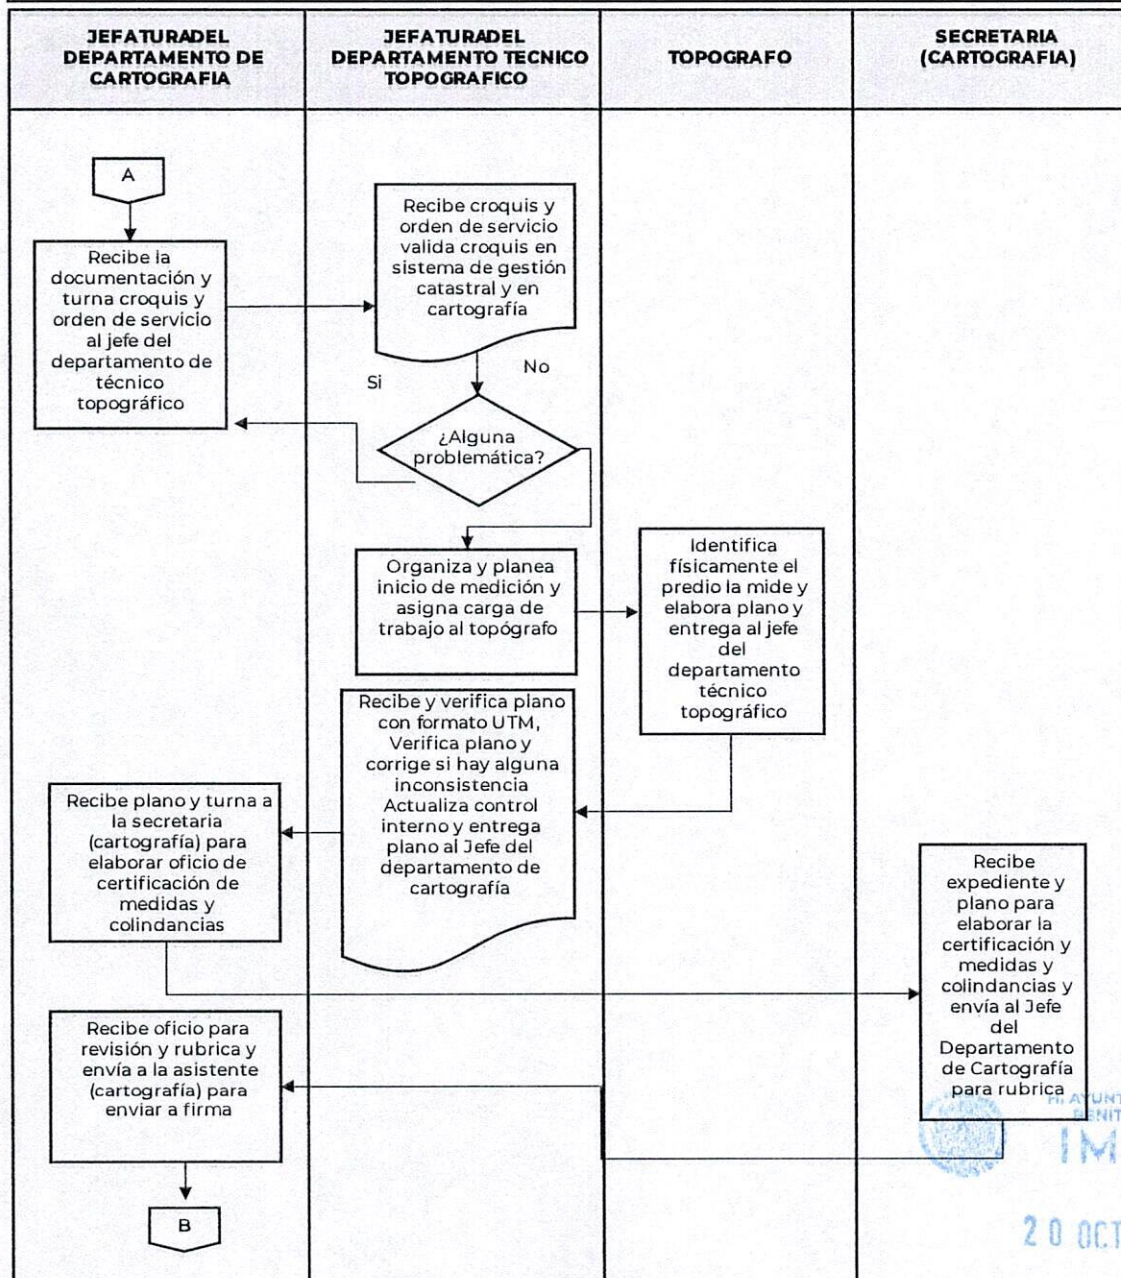 JEFATURADEL
DEPARTAMENTO DE
CARTOGRAFIA
JEFATURADEL
DEPARTAMENTO TECNICO
TOPOGRAFICO
TOPOGRAFO
SECRETARIA
(CARTOGRAFIA)
A
Recibe la
documentación y
turna croquis y
orden de servicio
al jefe del
departamento de
técnico
topográfico
Recibe croquis y
orden de servicio
valida croquis en
sistema de gestión
catastral y en
cartografía
Si
No
¿Alguna
problemática?
Organiza y planea
inicio de medición y
asigna carga de
trabajo al topógrafo
Identifica
físicamente el
predio la mide y
elabora plano y
entrega al jefe
del
departamento
técnico
topográfico
Recibe y verifica plano
con formato UTM,
Verifica plano y
corrige si hay alguna
inconsistencia
Actualiza control
interno y entrega
plano al Jefe del
departamento de
cartografía
Recibe plano y turna a
la secretaria
(cartografía) para
elaborar oficio de
certificación de
medidas y
colindancias
Recibe
expediente y
plano para
elaborar la
certificación y
medidas y
colindancias y
envía al Jefe
del
Departamento
de Cartografía
para rubrica
Recibe oficio para
revisión y rubrica y
envía a la asistente
(cartografía) para
enviar a firma
B
H. AYUNT
BENIT
IM
20 OCT